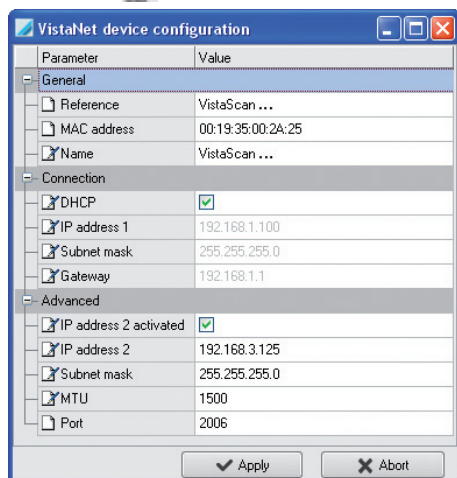 VistaNet device configuration
Parameter Value
General
Reference VistaScan ...
MAC address 00:19:35:00:2A:25
Name VistaScan ...
Connection
DHCP
IP address 1 192.168.1.100
Subnet mask 255.255.255.0
Gateway 192.168.1.1
Advanced
IP address 2 activated
IP address 2 192.168.3.125
Subnet mask 255.255.255.0
MTU 1500
Port 2006
Apply Abort